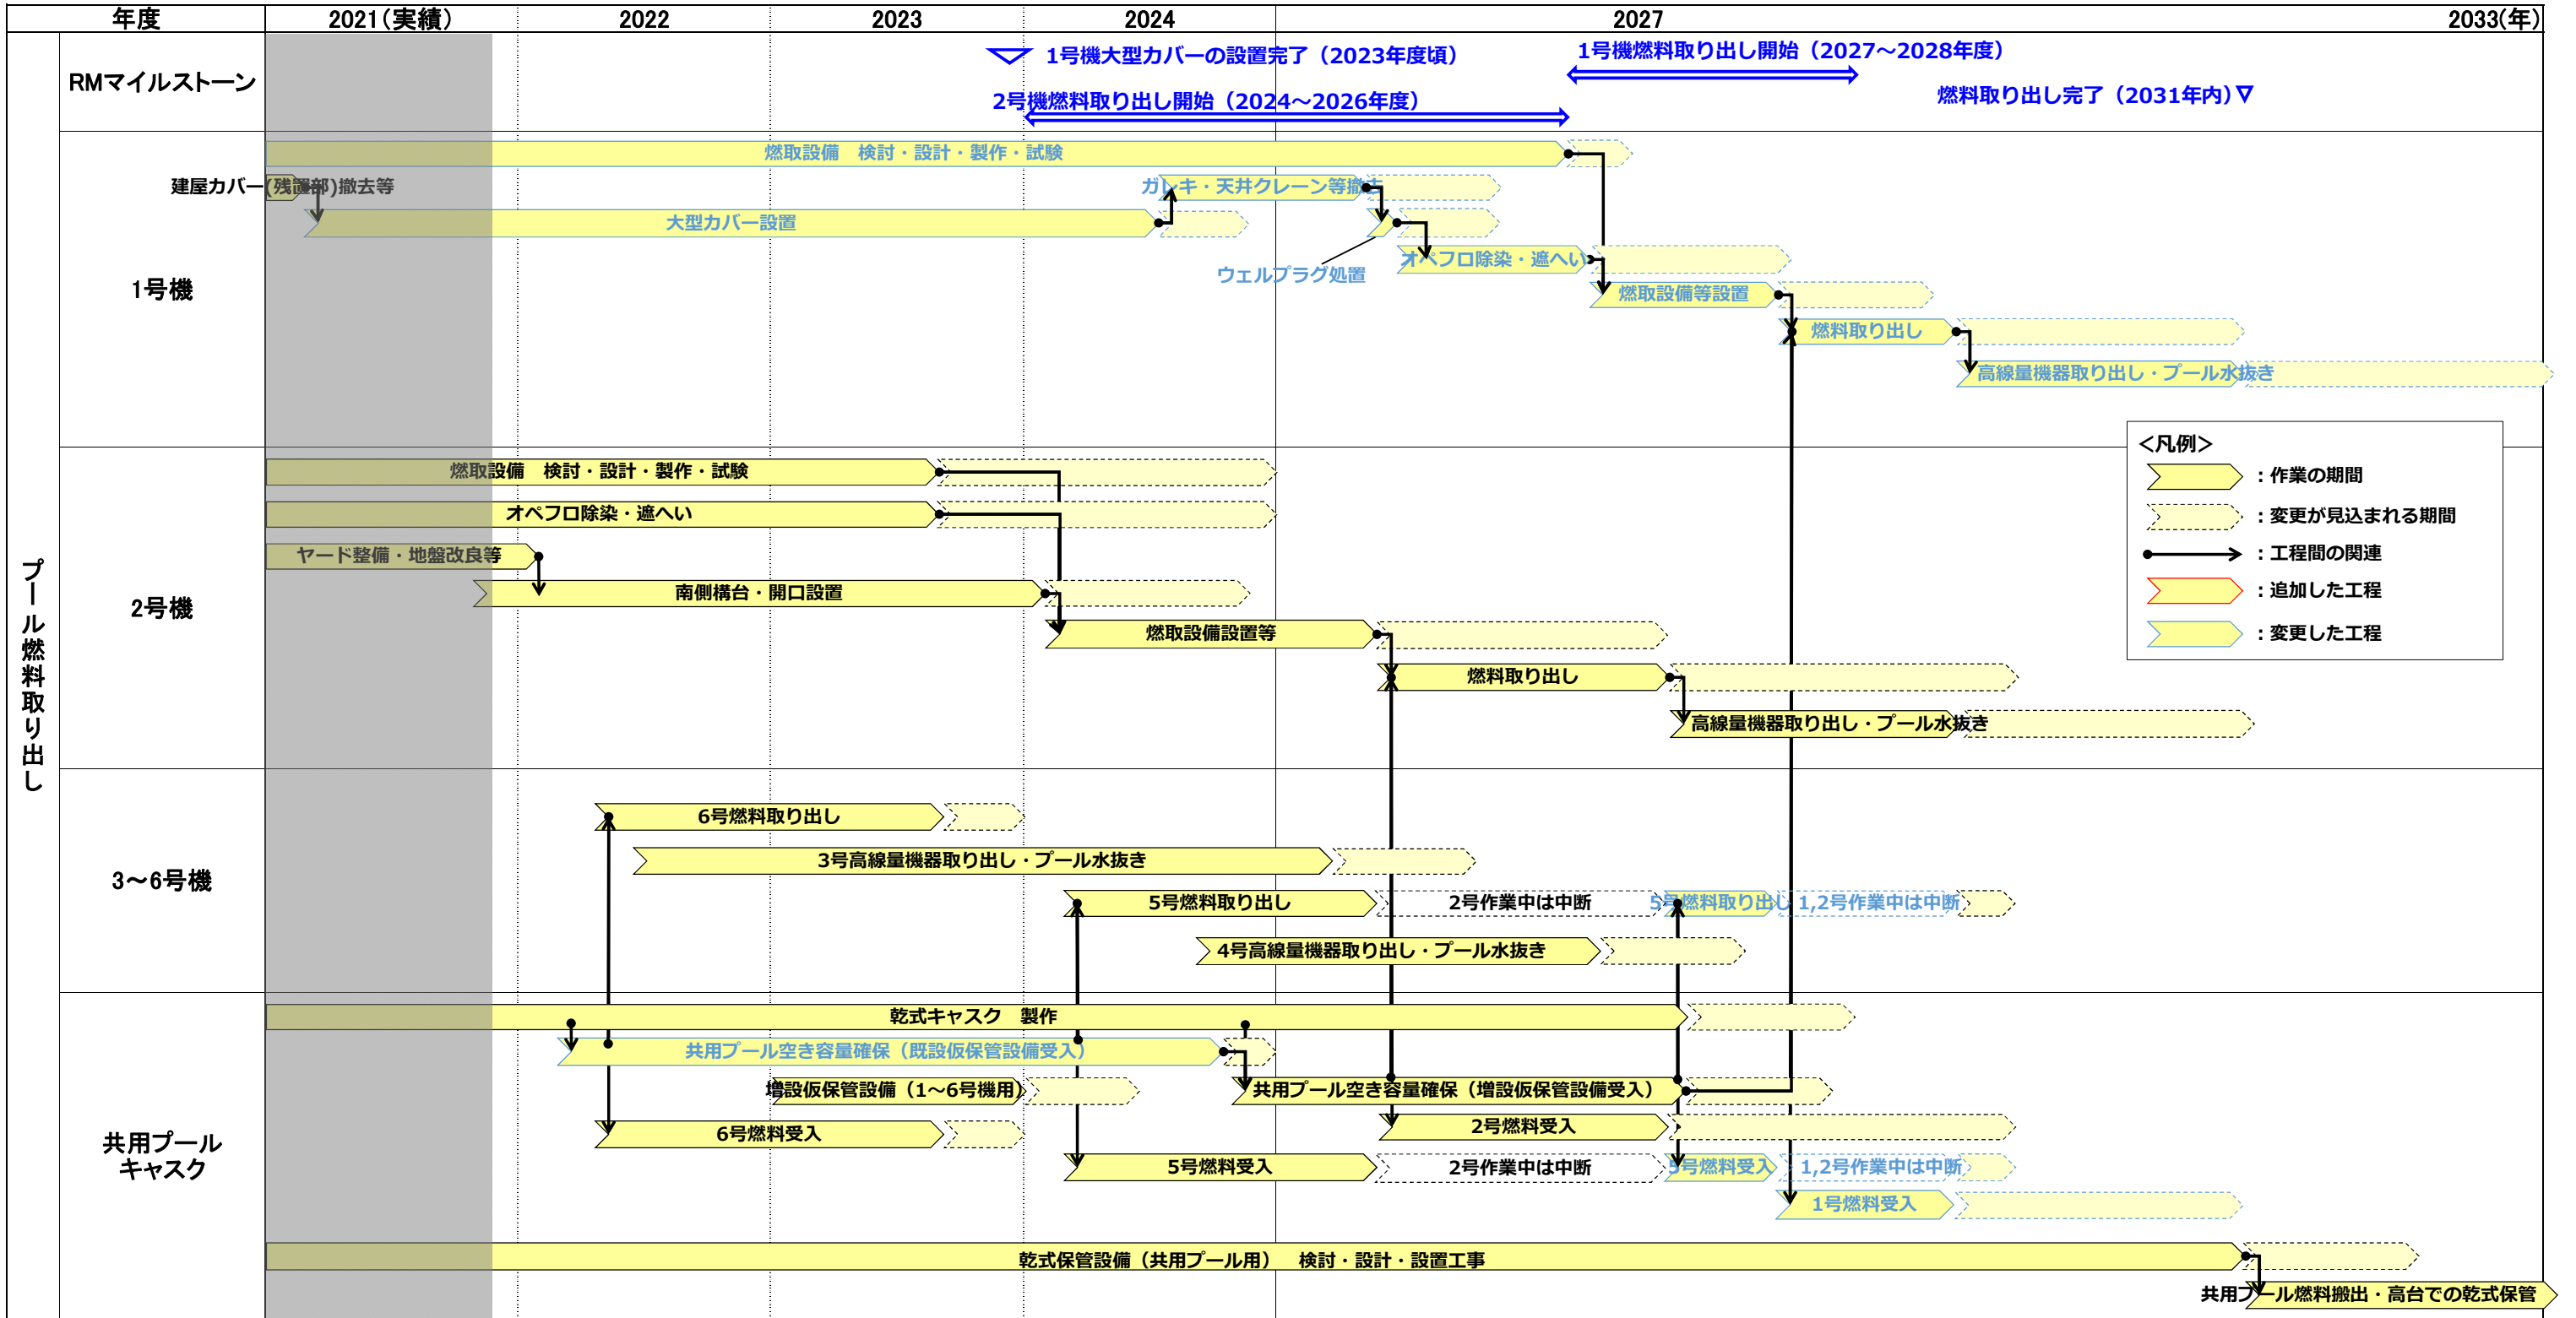 年度
2021(実績)
2022
2023
2024
2027
2033(年)
プール燃料取り出し
RMマイルストーン
1号機大型カバーの設置完了（2023年度頃）
1号機燃料取り出し開始（2027～2028年度）
2号機燃料取り出し開始（2024～2026年度）
燃料取り出し完了（2031年内）
1号機
燃取設備　検討・設計・製作・試験
建屋カバー(残置部)撤去等
ガレキ・天井クレーン等撤去
大型カバー設置
ウェルプラグ処置
オペフロ除染・遮へい
燃取設備等設置
燃料取り出し
高線量機器取り出し・プール水抜き
＜凡例＞
：作業の期間
：変更が見込まれる期間
：工程間の関連
：追加した工程
：変更した工程
2号機
燃取設備　検討・設計・製作・試験
オペフロ除染・遮へい
ヤード整備・地盤改良等
南側構台・開口設置
燃取設備設置等
燃料取り出し
高線量機器取り出し・プール水抜き
3～6号機
6号燃料取り出し
3号高線量機器取り出し・プール水抜き
5号燃料取り出し
2号作業中は中断
5号燃料取り出し
1,2号作業中は中断
4号高線量機器取り出し・プール水抜き
共用プール
キャスク
乾式キャスク　製作
共用プール空き容量確保（既設仮保管設備受入）
増設仮保管設備（1～6号機用）
共用プール空き容量確保（増設仮保管設備受入）
6号燃料受入
2号燃料受入
5号燃料受入
2号作業中は中断
5号燃料受入
1,2号作業中は中断
1号燃料受入
乾式保管設備（共用プール用）　検討・設計・設置工事
共用プール燃料搬出・高台での乾式保管